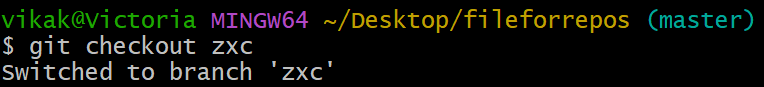 vikak@Victoria MINGW64 ~/Desktop/fileforrepos (master)
$ git checkout zxc
Switched to branch 'zxc'